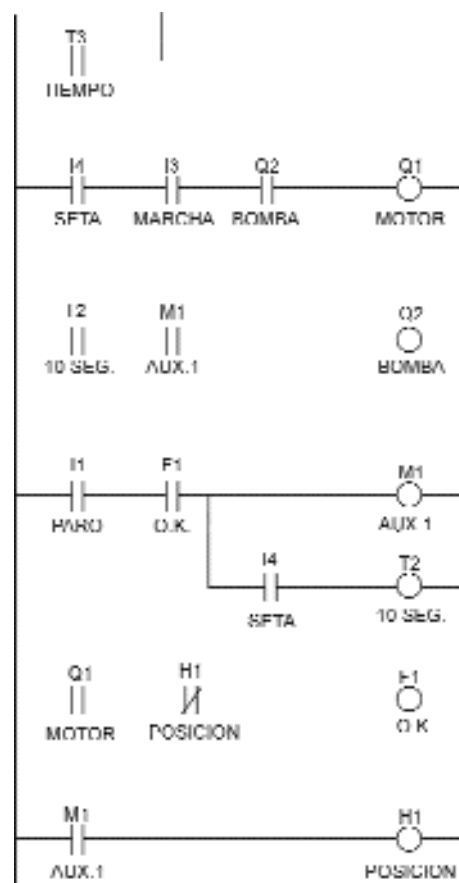 T3
TIEMPO
I4 I3 Q2 Q1
SETA MARCHA BOMBA MOTOR
T2 M1 Q2
10 SEG. AUX.1 BOMBA
I1 F1 M1
PARO O.K. AUX 1
I4 T2
SETA 10 SEG.
Q1 H1 F1
MOTOR POSICION O K
M1 H1
AUX.1 POSICION